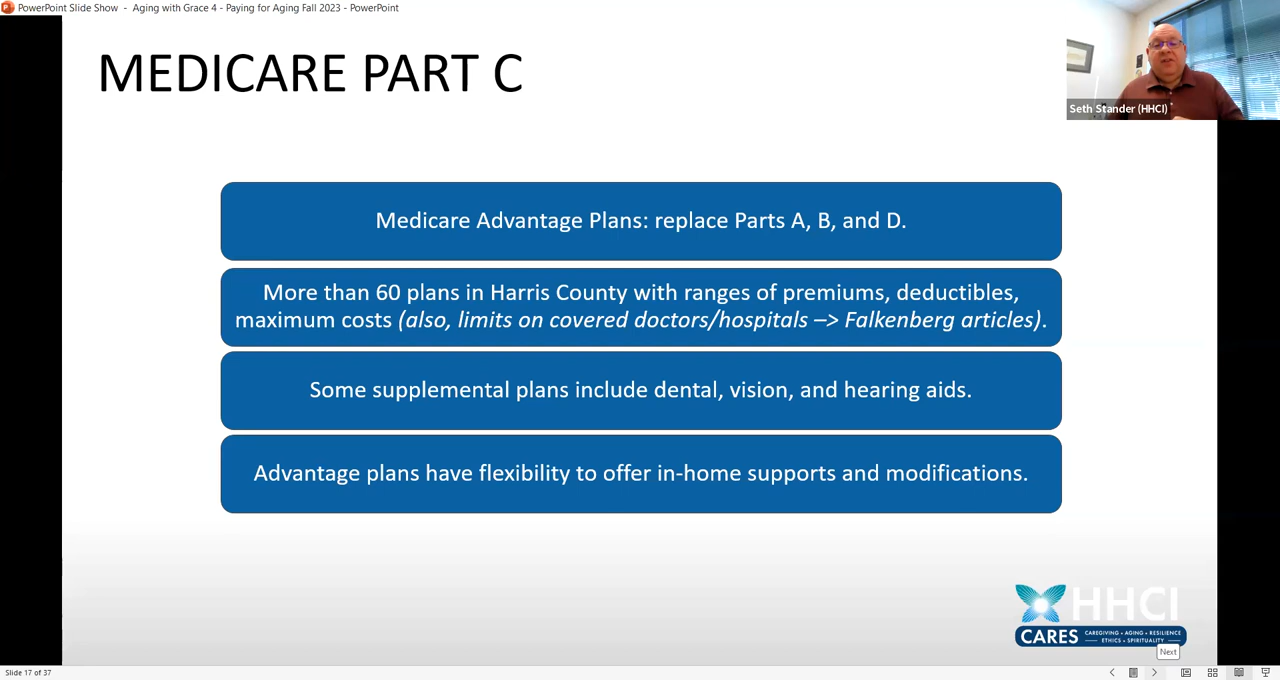 PowerPoint Slide Show - Aging with Grace 4 - Paying for Aging Fall 2023 - PowerPoint
MEDICARE PART C
Seth Stander (HHCI)
Medicare Advantage Plans: replace Parts A, B, and D.
More than 60 plans in Harris County with ranges of premiums, deductibles,
maximum costs (also, limits on covered doctors/hospitals –> Falkenberg articles).
Some supplemental plans include dental, vision, and hearing aids.
Advantage plans have flexibility to offer in-home supports and modifications.
HHCI
CARES
CAREGIVING • AGING • RESILIENCE
ETHICS • SPIRITUALITY
Next
Slide 17 of 37